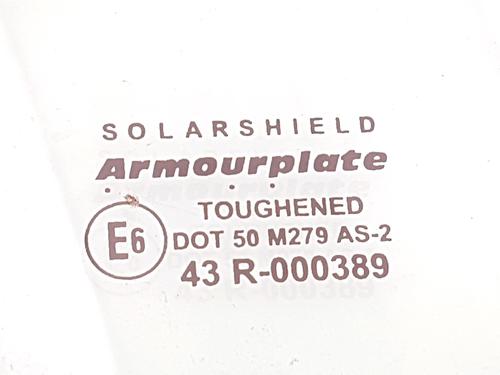 SOLARSHIELD
Armourplate
. . .
TOUGHENED
E6 DOT 50 M279 AS-2
43 R-000389